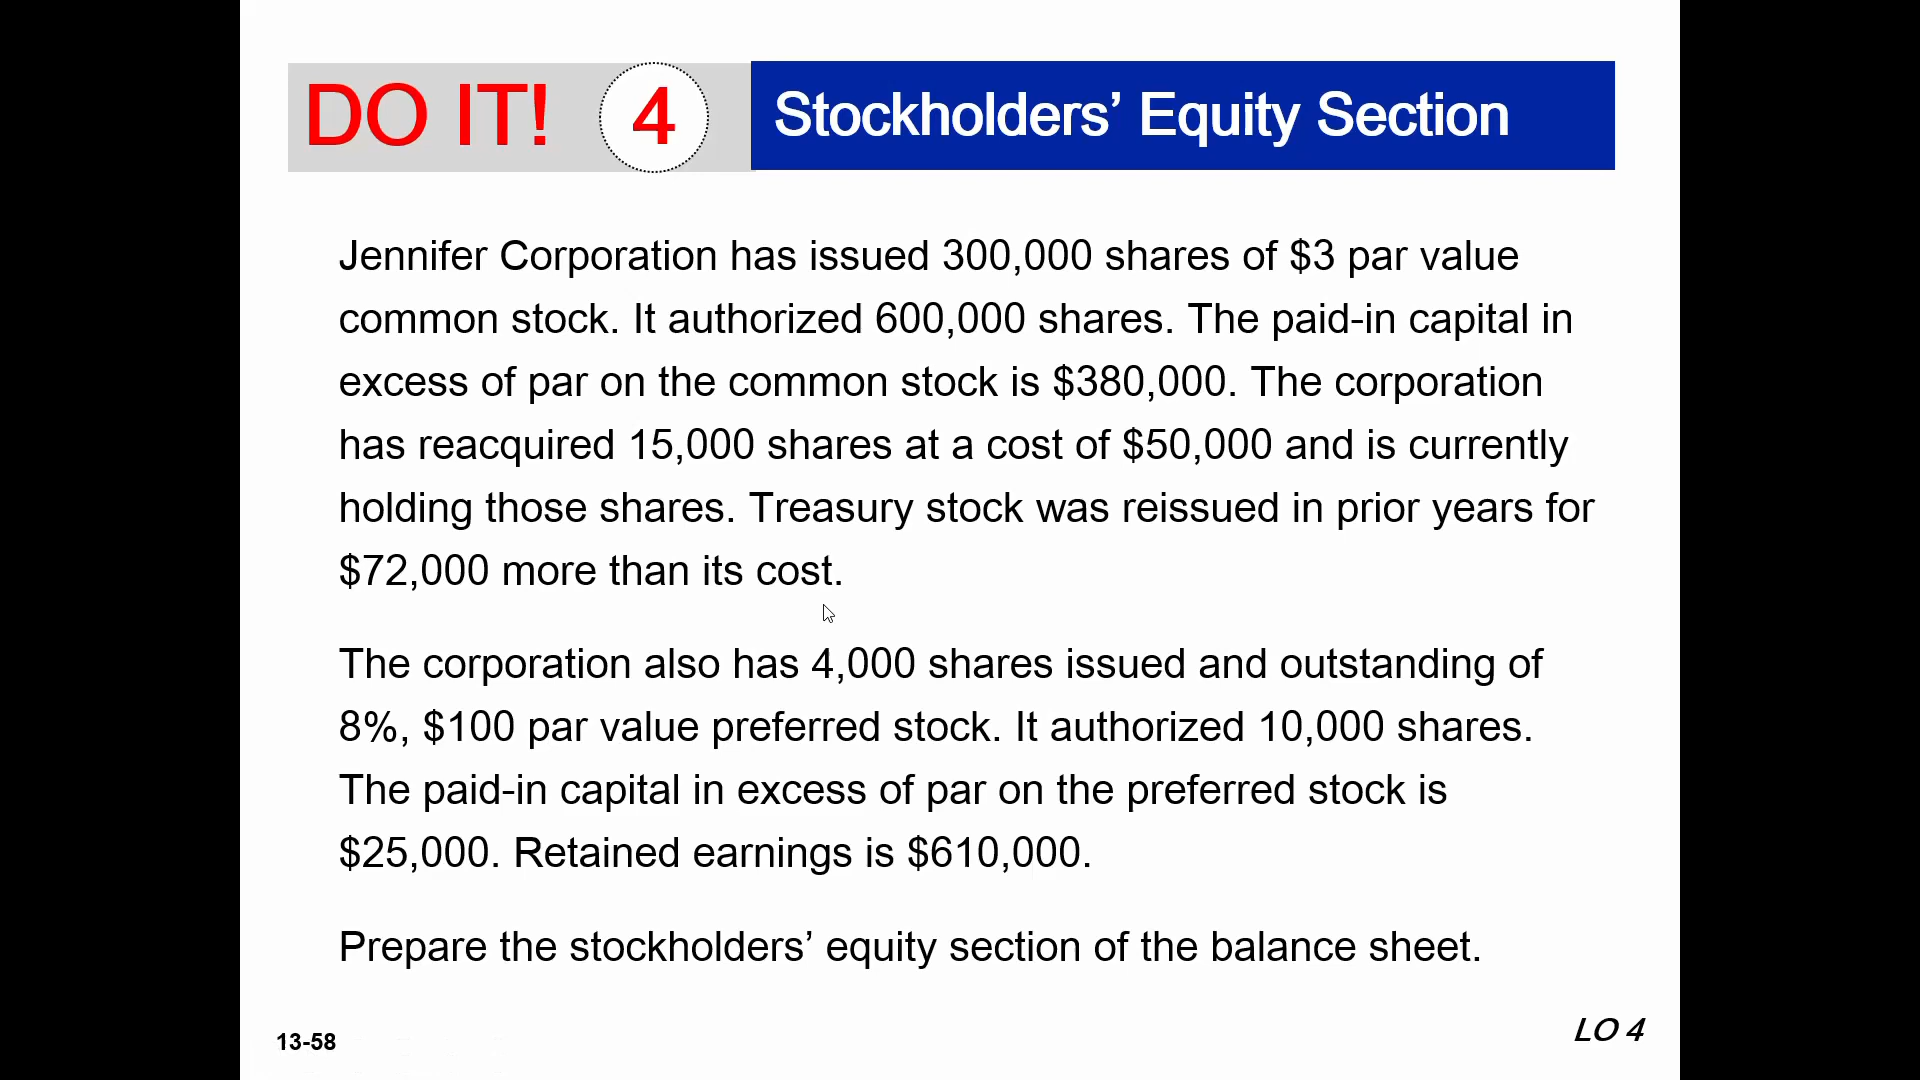 DO IT! 4 Stockholders’ Equity Section
Jennifer Corporation has issued 300,000 shares of $3 par value
common stock. It authorized 600,000 shares. The paid-in capital in
excess of par on the common stock is $380,000. The corporation
has reacquired 15,000 shares at a cost of $50,000 and is currently
holding those shares. Treasury stock was reissued in prior years for
$72,000 more than its cost.
The corporation also has 4,000 shares issued and outstanding of
8%, $100 par value preferred stock. It authorized 10,000 shares.
The paid-in capital in excess of par on the preferred stock is
$25,000. Retained earnings is $610,000.
Prepare the stockholders’ equity section of the balance sheet.
13-58
LO 4